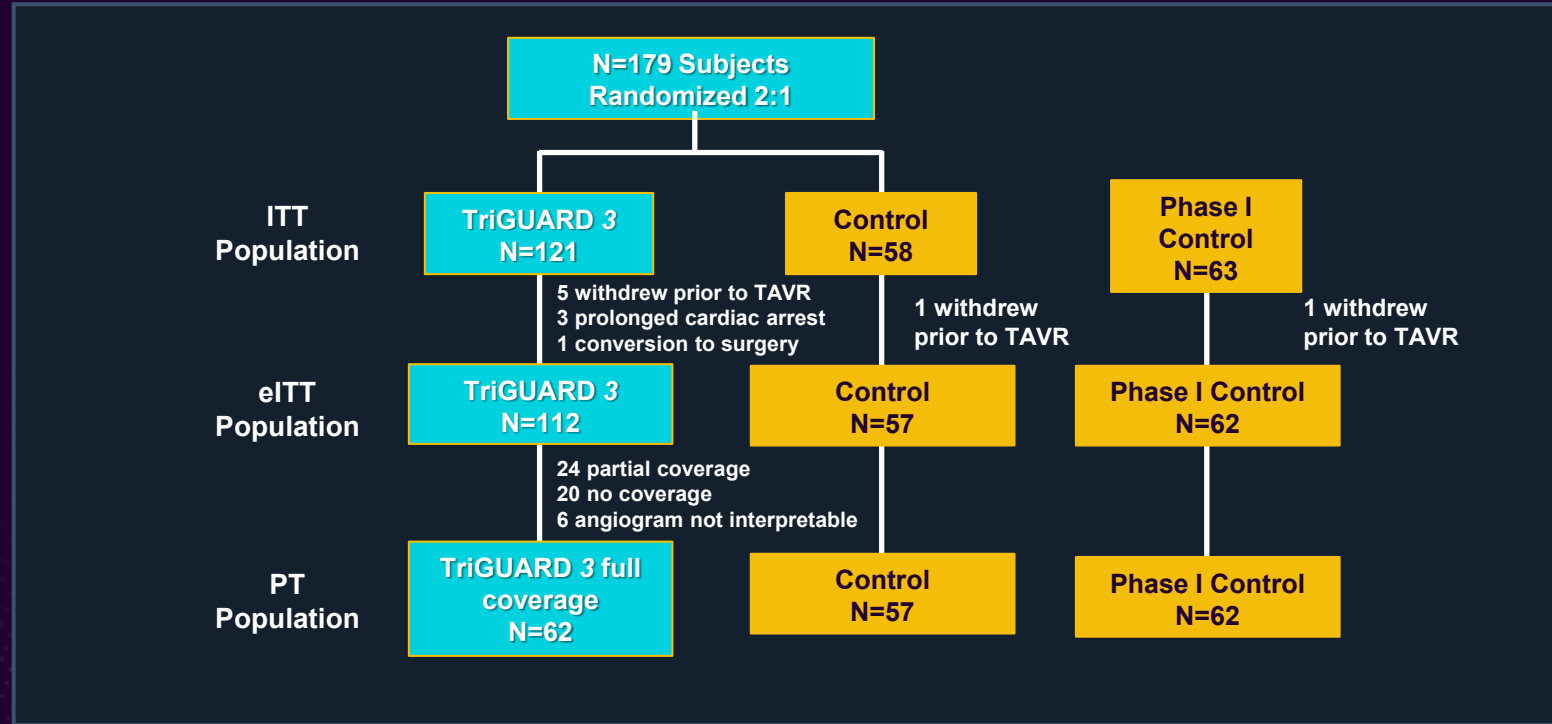 N=179 Subjects
Randomized 2:1
ITT
Population
TriGUARD 3
N=121
Control
N=58
Phase I
Control
N=63
5 withdrew prior to TAVR
3 prolonged cardiac arrest
1 conversion to surgery
1 withdrew
prior to TAVR
1 withdrew
prior to TAVR
eITT
Population
TriGUARD 3
N=112
Control
N=57
Phase I Control
N=62
24 partial coverage
20 no coverage
6 angiogram not interpretable
PT
Population
TriGUARD 3 full
coverage
N=62
Control
N=57
Phase I Control
N=62